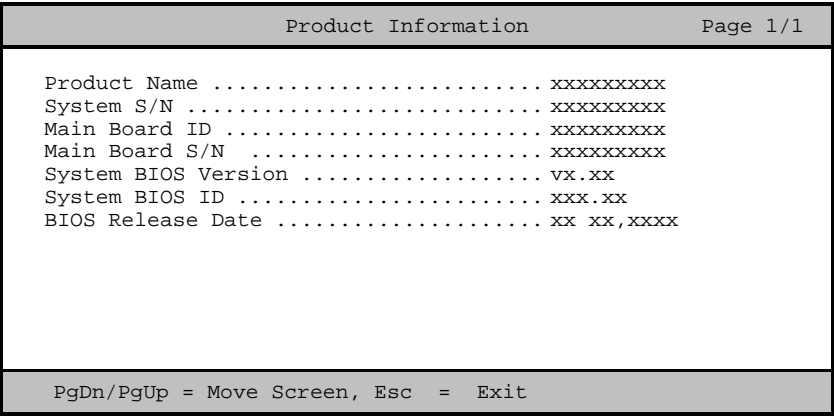 Product Information Page 1/1
Product Name .......................... xxxxxxxxx
System S/N ............................ xxxxxxxxx
Main Board ID ......................... xxxxxxxxx
Main Board S/N ....................... xxxxxxxxx
System BIOS Version ................... vx.xx
System BIOS ID ........................ xxx.xx
BIOS Release Date ..................... xx xx,xxxx
PgDn/PgUp = Move Screen, Esc = Exit